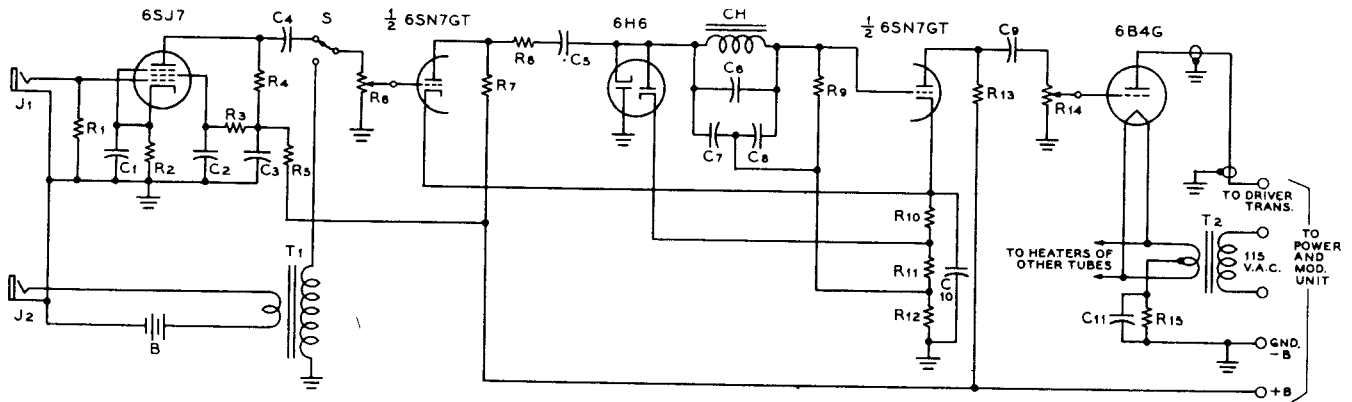 6SJ7
C4
S
½ 6SN7GT
6H6
CH
½ 6SN7GT
C9
6B4G
J1
R1
R4
R3
C1
R2
C2
C3
R5
R6
R7
R8
C5
C6
C7
C8
R9
R13
R14
R10
R11
R12
C10
TO DRIVER
TRANS.
T2
115
V.A.C.
TO
POWER
AND
MOD.
UNIT
TO HEATERS OF
OTHER TUBES
C11
R15
GND.
-B
+B
T1
J2
B